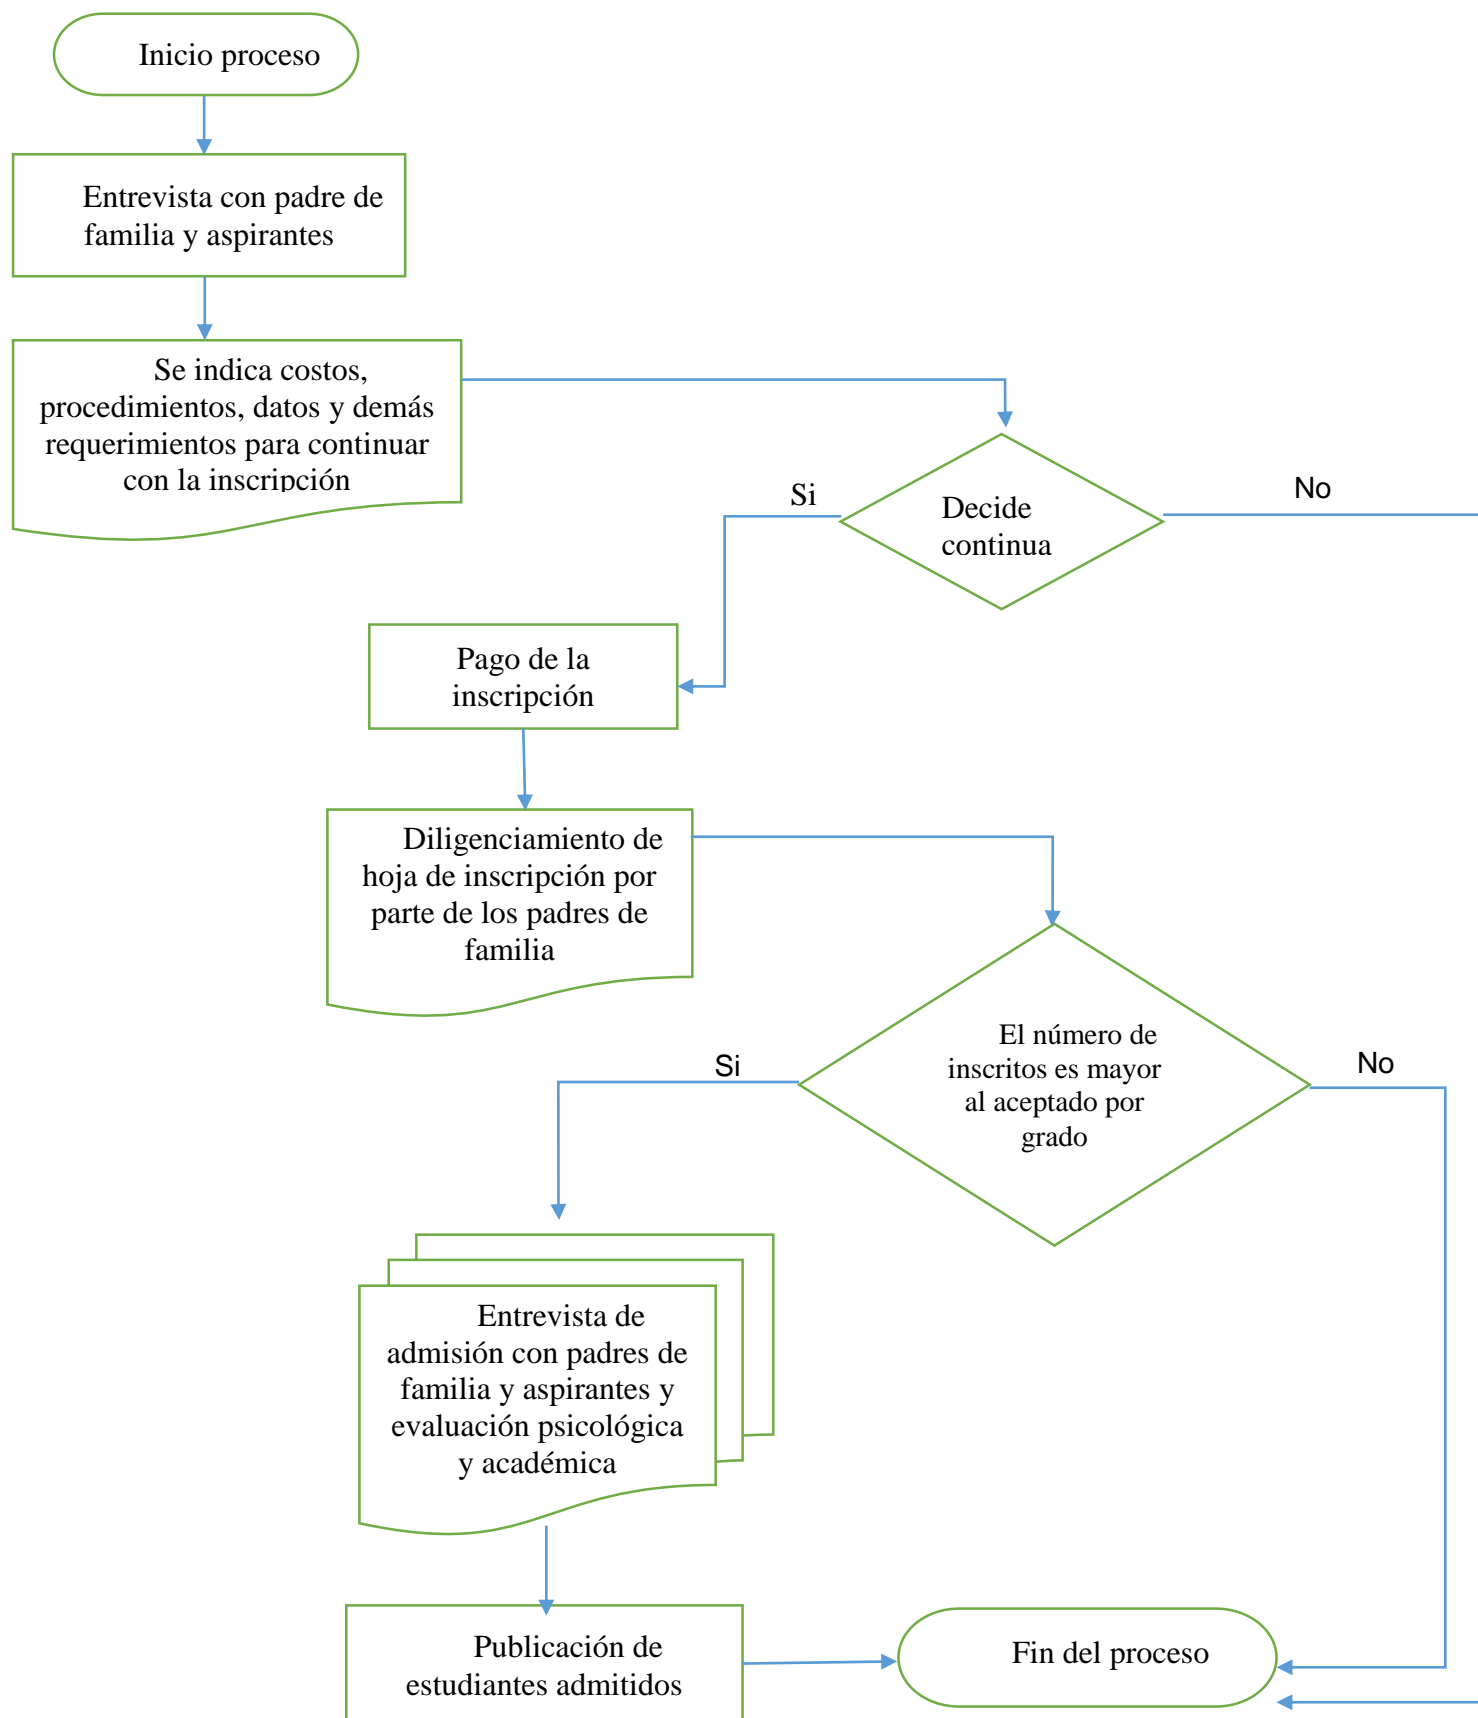 Inicio proceso
Entrevista con padre de
familia y aspirantes
Se indica costos,
procedimientos, datos y demás
requerimientos para continuar
con la inscripción
Si
No
Decide
continua
Pago de la
inscripción
Diligenciamiento de
hoja de inscripción por
parte de los padres de
familia
Si
No
El número de
inscritos es mayor
al aceptado por
grado
Entrevista de
admisión con padres de
familia y aspirantes y
evaluación psicológica
y académica
Publicación de
estudiantes admitidos
Fin del proceso